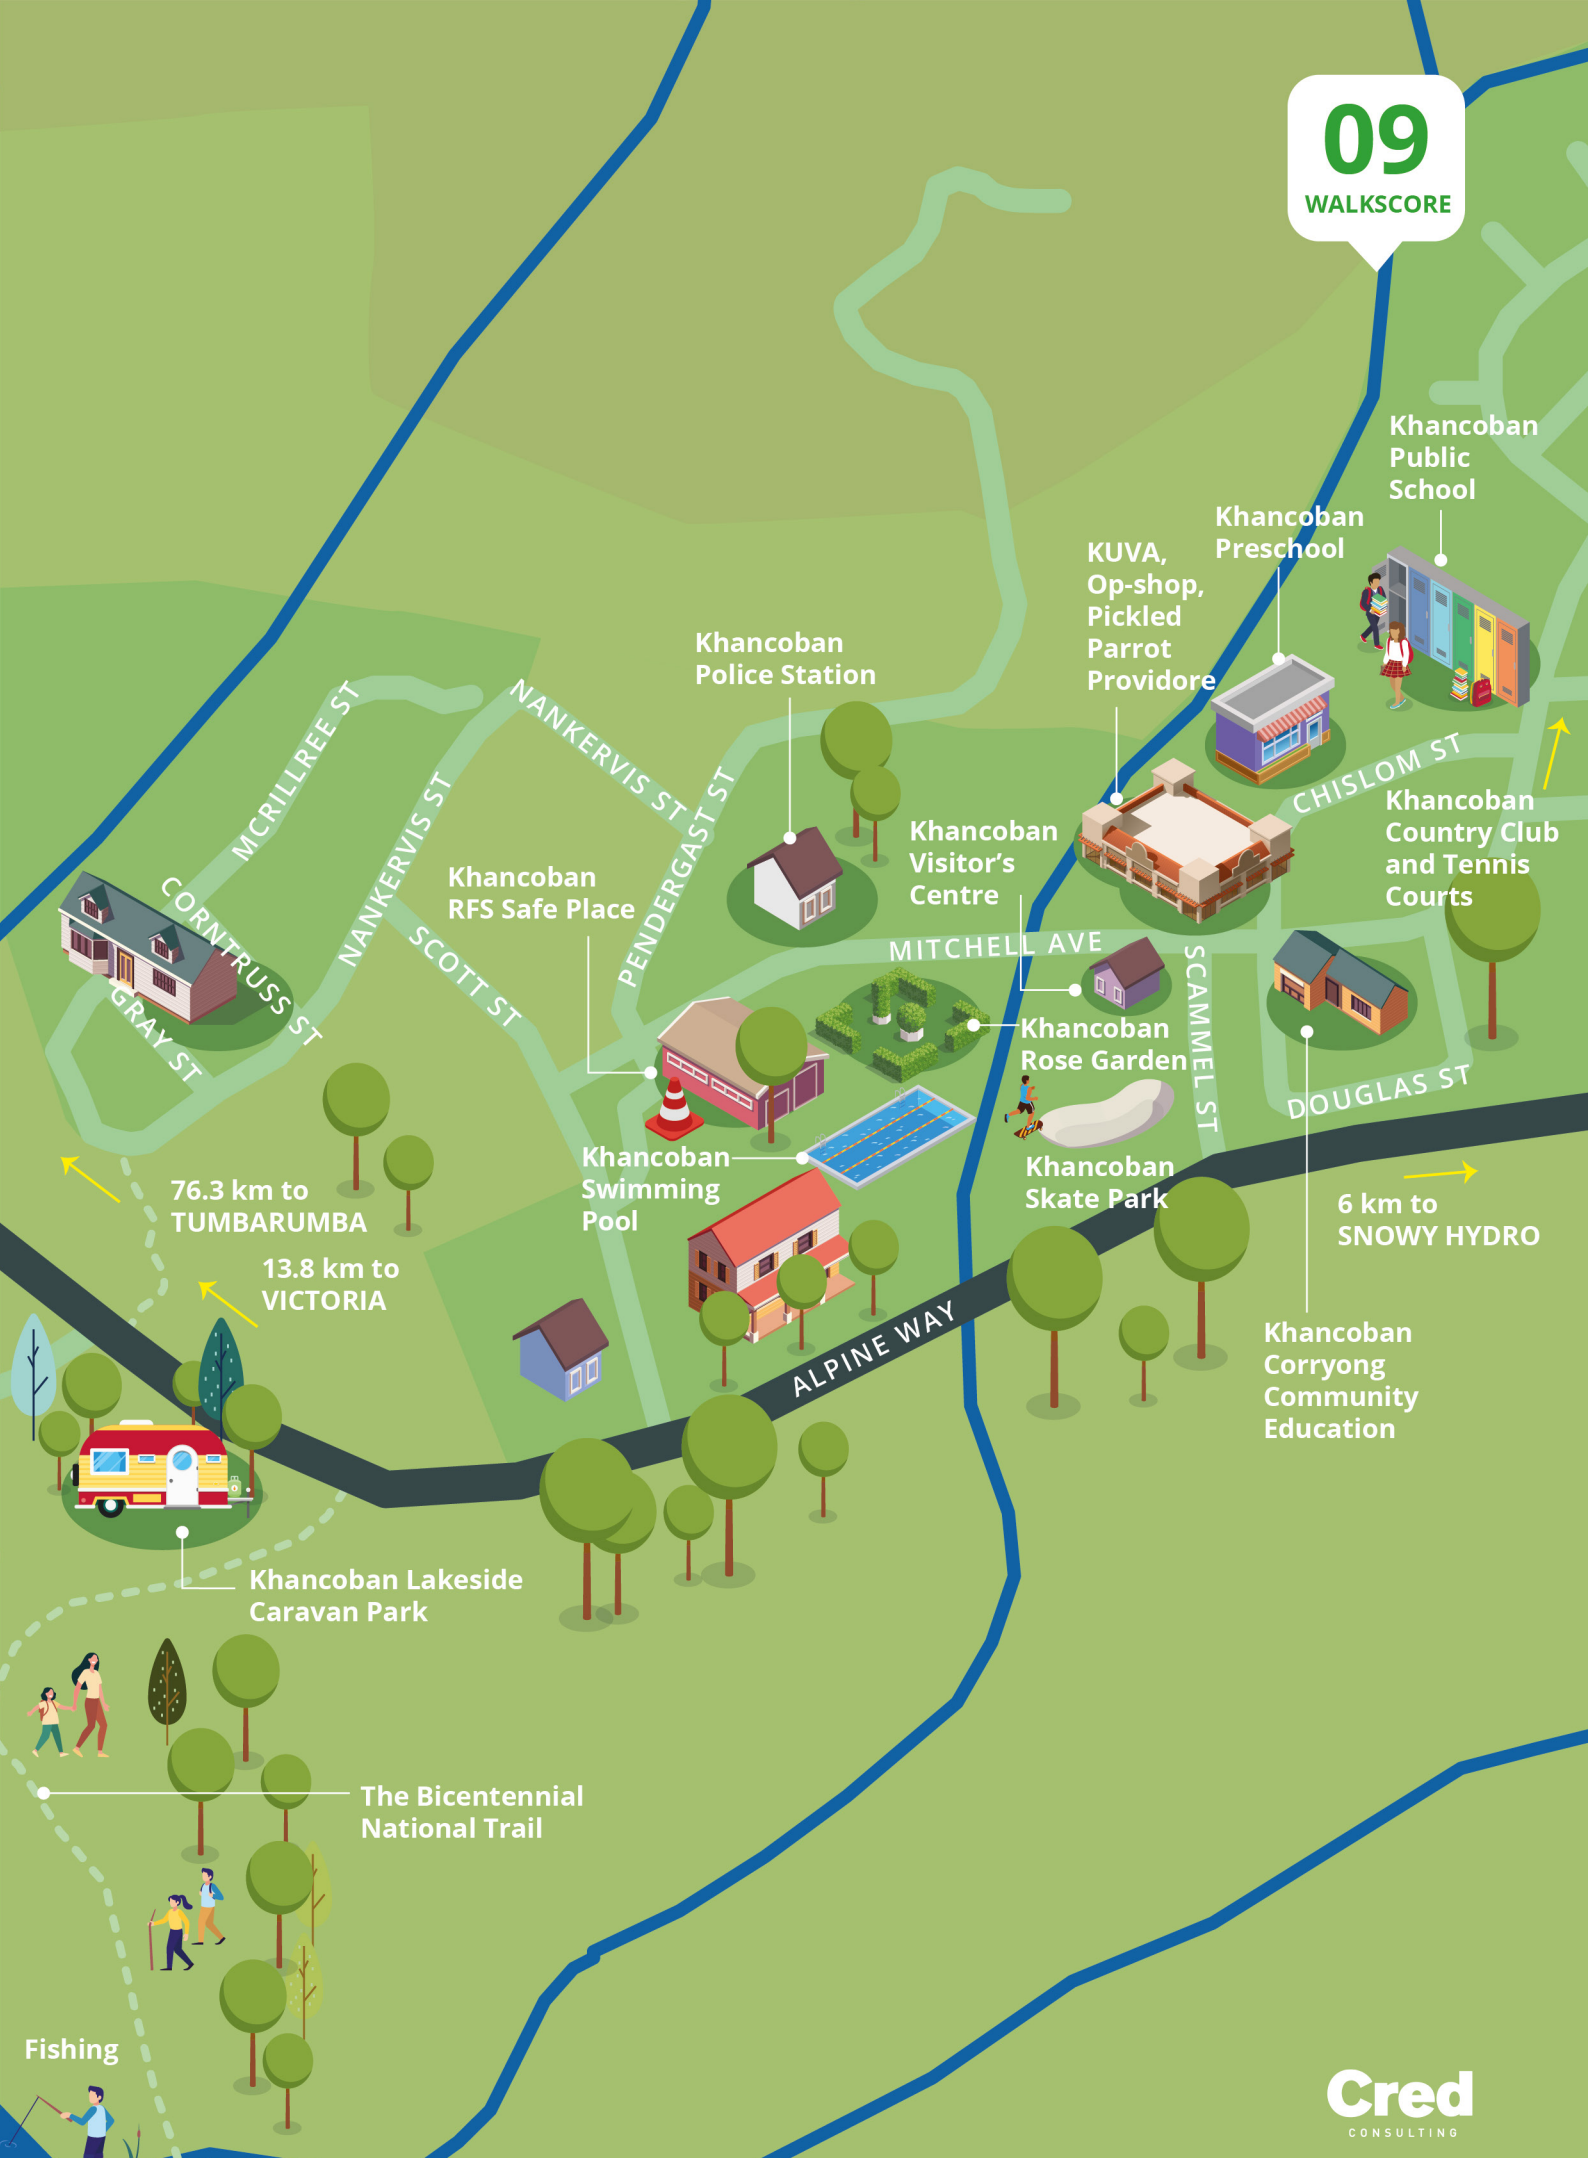 09
WALKSCORE
Khancoban
Public
School
Khancoban
Preschool
KUVA,
Op-shop,
Pickled
Parrot
Providore
Khancoban
Police Station
NANKERVIS ST
MCRILLREE ST
NANKERVIS ST
PENDERGAST ST
CHISLOM ST
Khancoban
Country Club
and Tennis
Courts
Khancoban
Visitor's
Centre
Khancoban
RFS Safe Place
CORNTRUSS ST
GRAY ST
SCOTT ST
MITCHELL AVE
SCAMMEL ST
Khancoban
Rose Garden
DOUGLAS ST
Khancoban
Swimming
Pool
Khancoban
Skate Park
76.3 km to
TUMBARUMBA
13.8 km to
VICTORIA
6 km to
SNOWY HYDRO
ALPINE WAY
Khancoban
Corryong
Community
Education
Khancoban Lakeside
Caravan Park
The Bicentennial
National Trail
Fishing
Cred
CONSULTING